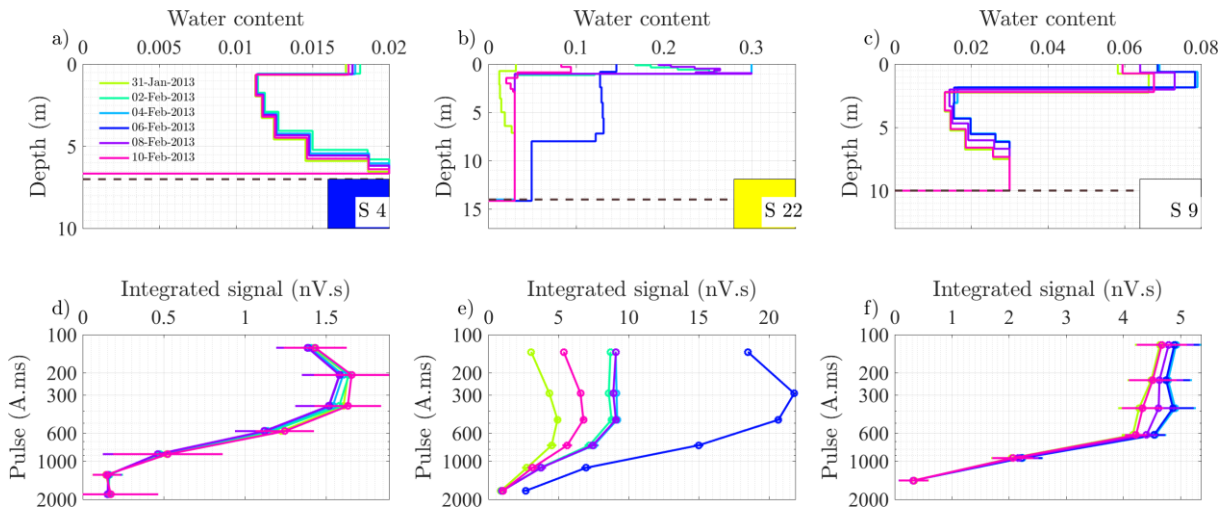 Water content
Water content
Water content
a)
b)
c)
0 0.005 0.01 0.015 0.02
0 0.1 0.2 0.3
0 0.02 0.04 0.06 0.08
0
5
10
Depth (m)
31-Jan-2013
02-Feb-2013
04-Feb-2013
06-Feb-2013
08-Feb-2013
10-Feb-2013
S 4
0
5
10
15
Depth (m)
S 22
0
5
10
Depth (m)
S 9
Integrated signal (nV.s)
Integrated signal (nV.s)
Integrated signal (nV.s)
d)
e)
f)
0 0.5 1 1.5
0 5 10 15 20
0 1 2 3 4 5
100
200
300
600
1000
2000
Pulse (A.ms)
100
200
300
600
1000
2000
Pulse (A.ms)
100
200
300
600
1000
2000
Pulse (A.ms)